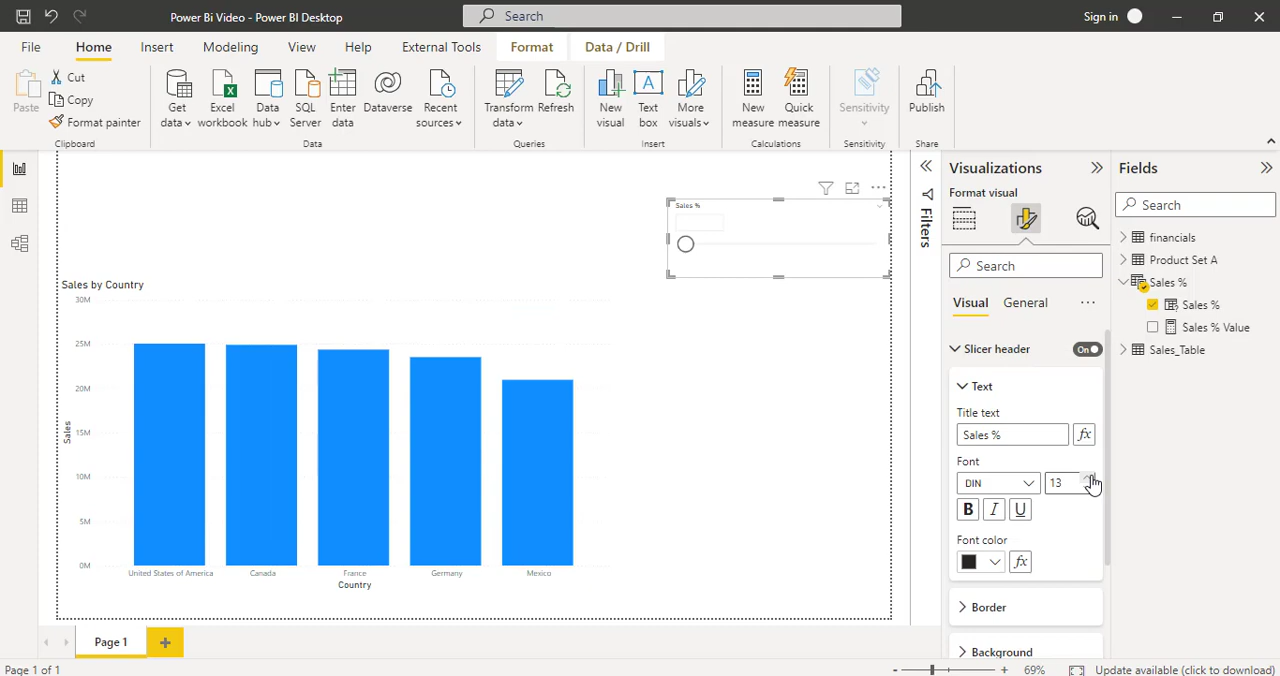 Power Bi Video - Power BI Desktop
Search
Sign in
File
Home
Insert
Modeling
View
Help
External Tools
Format
Data / Drill
Paste
Cut
Copy
Format painter
Clipboard
Get data
Excel workbook
Data hub
SQL Server
Enter data
Dataverse
Recent sources
Data
Transform data
Refresh
Queries
New visual
Text box
More visuals
Insert
New measure
Quick measure
Calculations
Sensitivity
Sensitivity
Publish
Share
Sales %
Sales by Country
30M
25M
20M
15M
10M
5M
0M
Sales
United States of America
Canada
France
Germany
Mexico
Country
Filters
Visualizations
Format visual
Search
Visual
General
Slicer header
On
Text
Title text
Sales %
fx
Font
DIN
13
B
I
U
Font color
fx
Border
Background
Fields
Search
financials
Product Set A
Sales %
Sales %
Sales % Value
Sales_Table
Page 1
Page 1 of 1
- + 69%
Update available (click to download)